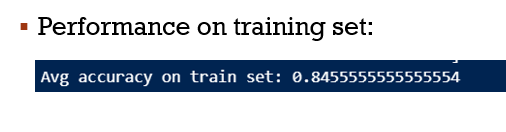 ▪ Performance on training set:
Avg accuracy on train set: 0.8455555555555554